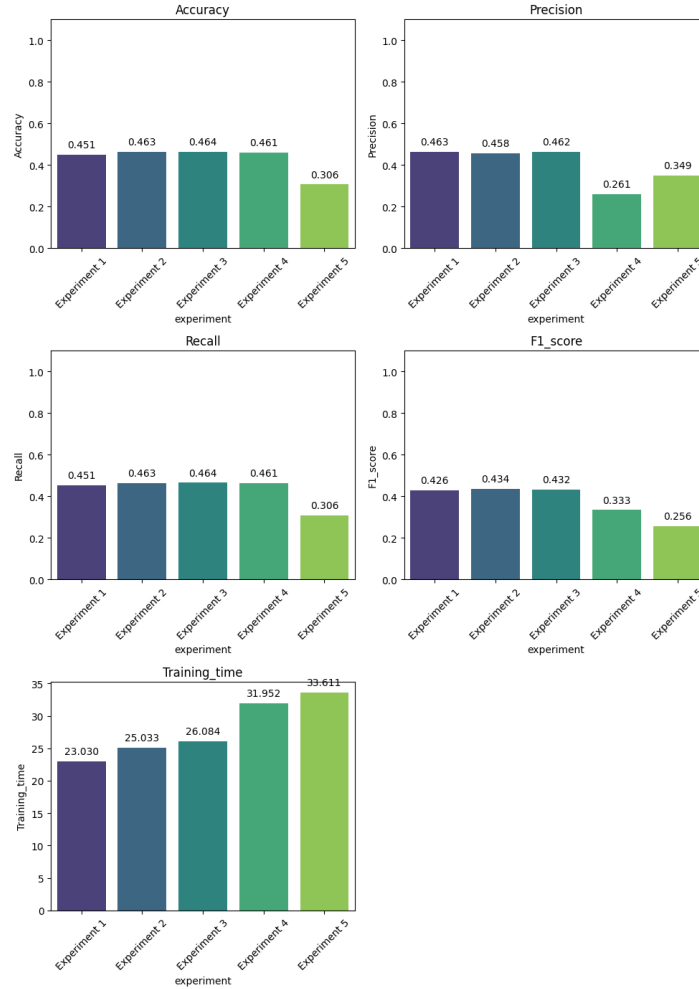 Accuracy
Accuracy
1.0
0.8
0.6
0.4
0.2
0.0
0.451
0.463
0.464
0.461
0.306
Experiment 1
Experiment 2
Experiment 3
Experiment 4
Experiment 5
experiment
Precision
Precision
1.0
0.8
0.6
0.4
0.2
0.0
0.463
0.458
0.462
0.261
0.349
Experiment 1
Experiment 2
Experiment 3
Experiment 4
Experiment 5
experiment
Recall
Recall
1.0
0.8
0.6
0.4
0.2
0.0
0.451
0.463
0.464
0.461
0.306
Experiment 1
Experiment 2
Experiment 3
Experiment 4
Experiment 5
experiment
F1_score
F1_score
1.0
0.8
0.6
0.4
0.2
0.0
0.426
0.434
0.432
0.333
0.256
Experiment 1
Experiment 2
Experiment 3
Experiment 4
Experiment 5
experiment
Training_time
Training_time
35
30
25
20
15
10
5
0
23.030
25.033
26.084
31.952
33.611
Experiment 1
Experiment 2
Experiment 3
Experiment 4
Experiment 5
experiment